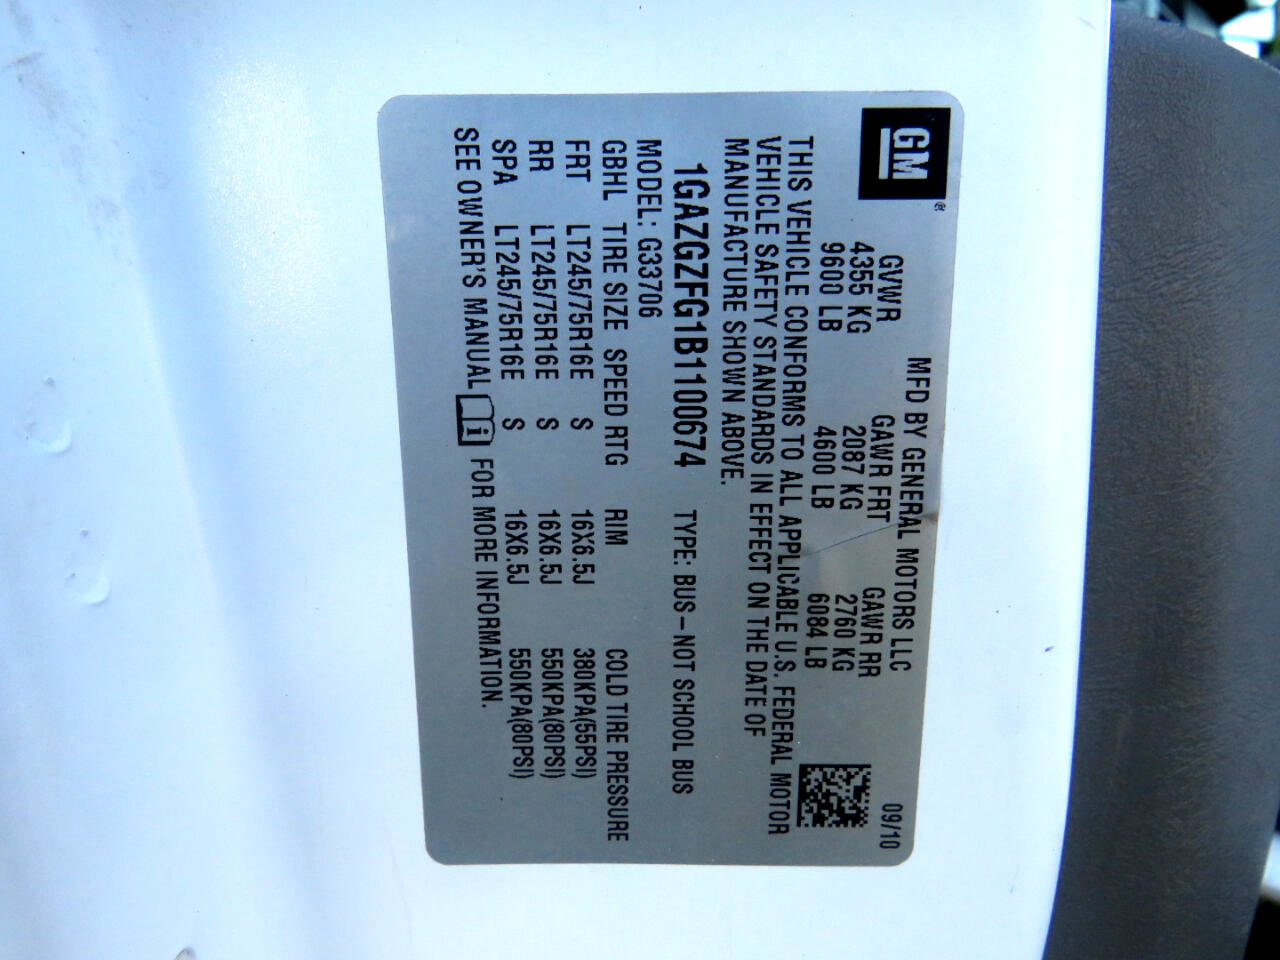 GM®
MFD BY GENERAL MOTORS LLC 09/10
GVWR GAWR FRT GAWR RR
4355 KG 2087 KG 2760 KG
9600 LB 4600 LB 6084 LB
THIS VEHICLE CONFORMS TO ALL APPLICABLE U.S. FEDERAL MOTOR
VEHICLE SAFETY STANDARDS IN EFFECT ON THE DATE OF
MANUFACTURE SHOWN ABOVE.
1GAZGZFG1B1100674 TYPE: BUS-NOT SCHOOL BUS
MODEL: G33706
GBHL TIRE SIZE SPEED RTG RIM COLD TIRE PRESSURE
FRT LT245/75R16E S 16X6.5J 380KPA(55PSI)
RR LT245/75R16E S 16X6.5J 550KPA(80PSI)
SPA LT245/75R16E S 16X6.5J 550KPA(80PSI)
SEE OWNER'S MANUAL i FOR MORE INFORMATION.